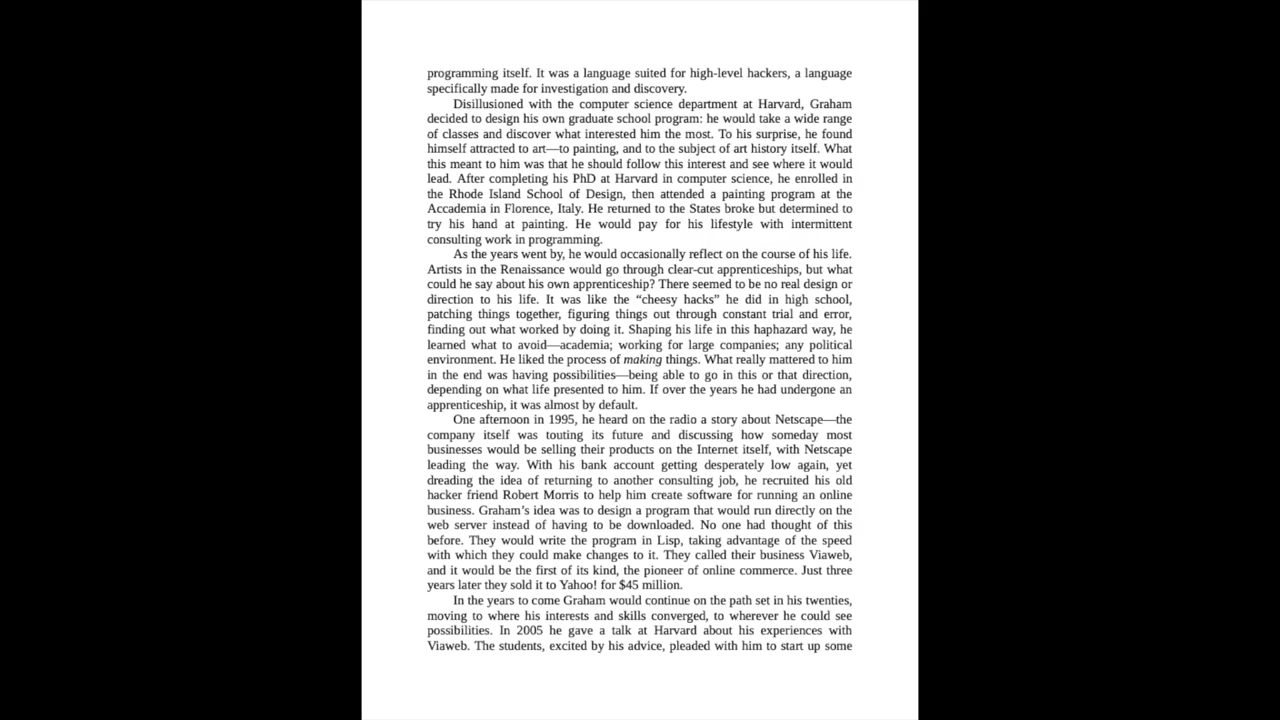 programming itself. It was a language suited for high-level hackers, a language
specifically made for investigation and discovery.
Disillusioned with the computer science department at Harvard, Graham
decided to design his own graduate school program: he would take a wide range
of classes and discover what interested him the most. To his surprise, he found
himself attracted to art—to painting, and to the subject of art history itself. What
this meant to him was that he should follow this interest and see where it would
lead. After completing his PhD at Harvard in computer science, he enrolled in
the Rhode Island School of Design, then attended a painting program at the
Accademia in Florence, Italy. He returned to the States broke but determined to
try his hand at painting. He would pay for his lifestyle with intermittent
consulting work in programming.
As the years went by, he would occasionally reflect on the course of his life.
Artists in the Renaissance would go through clear-cut apprenticeships, but what
could he say about his own apprenticeship? There seemed to be no real design or
direction to his life. It was like the “cheesy hacks” he did in high school,
patching things together, figuring things out through constant trial and error,
finding out what worked by doing it. Shaping his life in this haphazard way, he
learned what to avoid—academia; working for large companies; any political
environment. He liked the process of making things. What really mattered to him
in the end was having possibilities—being able to go in this or that direction,
depending on what life presented to him. If over the years he had undergone an
apprenticeship, it was almost by default.
One afternoon in 1995, he heard on the radio a story about Netscape—the
company itself was touting its future and discussing how someday most
businesses would be selling their products on the Internet itself, with Netscape
leading the way. With his bank account getting desperately low again, yet
dreading the idea of returning to another consulting job, he recruited his old
hacker friend Robert Morris to help him create software for running an online
business. Graham’s idea was to design a program that would run directly on the
web server instead of having to be downloaded. No one had thought of this
before. They would write the program in Lisp, taking advantage of the speed
with which they could make changes to it. They called their business Viaweb,
and it would be the first of its kind, the pioneer of online commerce. Just three
years later they sold it to Yahoo! for $45 million.
In the years to come Graham would continue on the path set in his twenties,
moving to where his interests and skills converged, to wherever he could see
possibilities. In 2005 he gave a talk at Harvard about his experiences with
Viaweb. The students, excited by his advice, pleaded with him to start up some